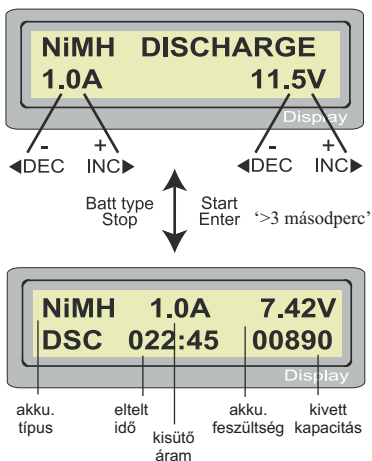 NiMH DISCHARGE
1.0A 11.5V
Display
- + - +
◀DEC INC▶ ◀DEC INC▶
Batt type Start
Stop Enter ‘>3 másodperc’
NiMH 1.0A 7.42V
DSC 022:45 00890
Display
akku. eltelt akku. kivett
típus idő feszültség kapacitás
kisütő
áram